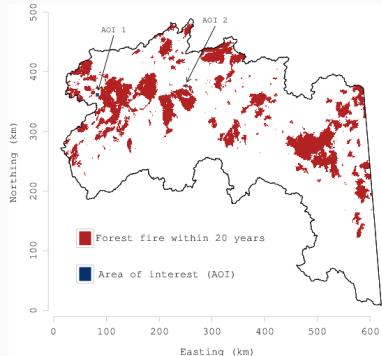 AOI 1
AOI 2
500
400
300
200
100
0
Northing (km)
Forest fire within 20 years
Area of interest (AOI)
0 100 200 300 400 500 600
Easting (km)